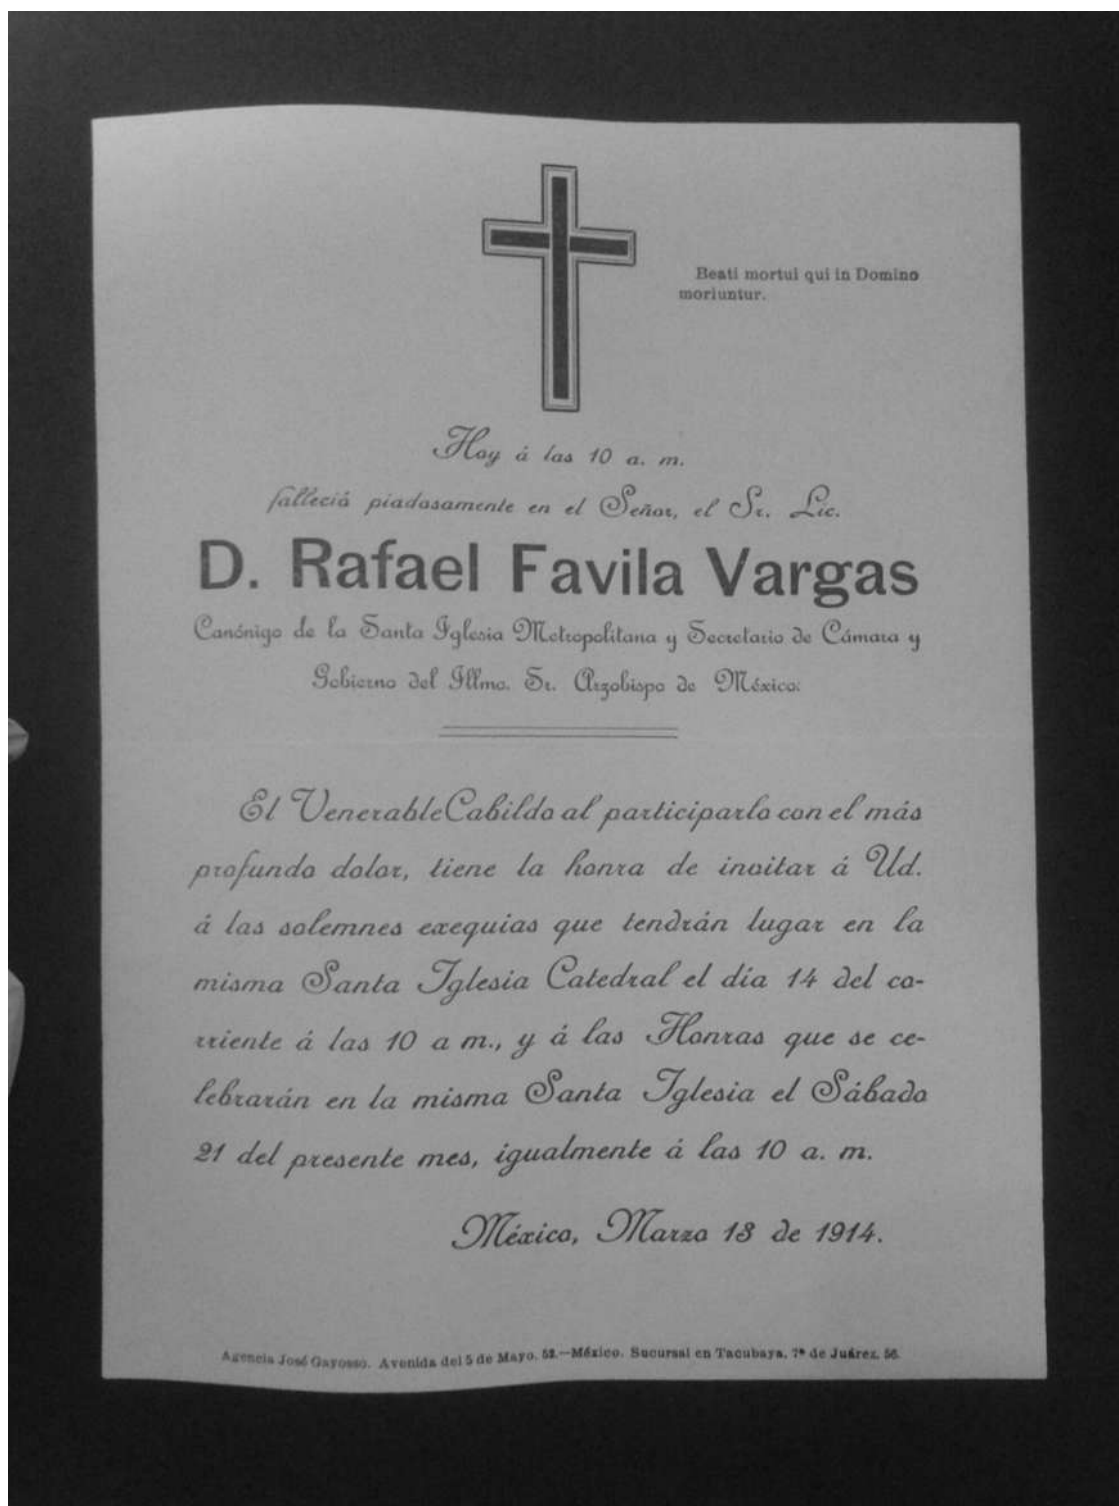 Beati mortui qui in Domino
moriuntur.
Hoy á las 10 a. m.
falleció piadosamente en el Señor, el Sr. Lic.
D. Rafael Favila Vargas
Canónigo de la Santa Iglesia Metropolitana y Secretario de Cámara y
Gobierno del Illmo. Sr. Arzobispo de México.
El Venerable Cabildo al participarlo con el más
profundo dolor, tiene la honra de invitar á Ud.
á las solemnes exequias que tendrán lugar en la
misma Santa Iglesia Catedral el día 14 del co-
rriente á las 10 a m., y á las Honras que se ce-
lebrarán en la misma Santa Iglesia el Sábado
21 del presente mes, igualmente á las 10 a. m.
México, Marzo 13 de 1914.
Agencia José Gayosso. Avenida del 5 de Mayo, 52.—México. Sucursal en Tacubaya, 7ª de Juárez, 56.